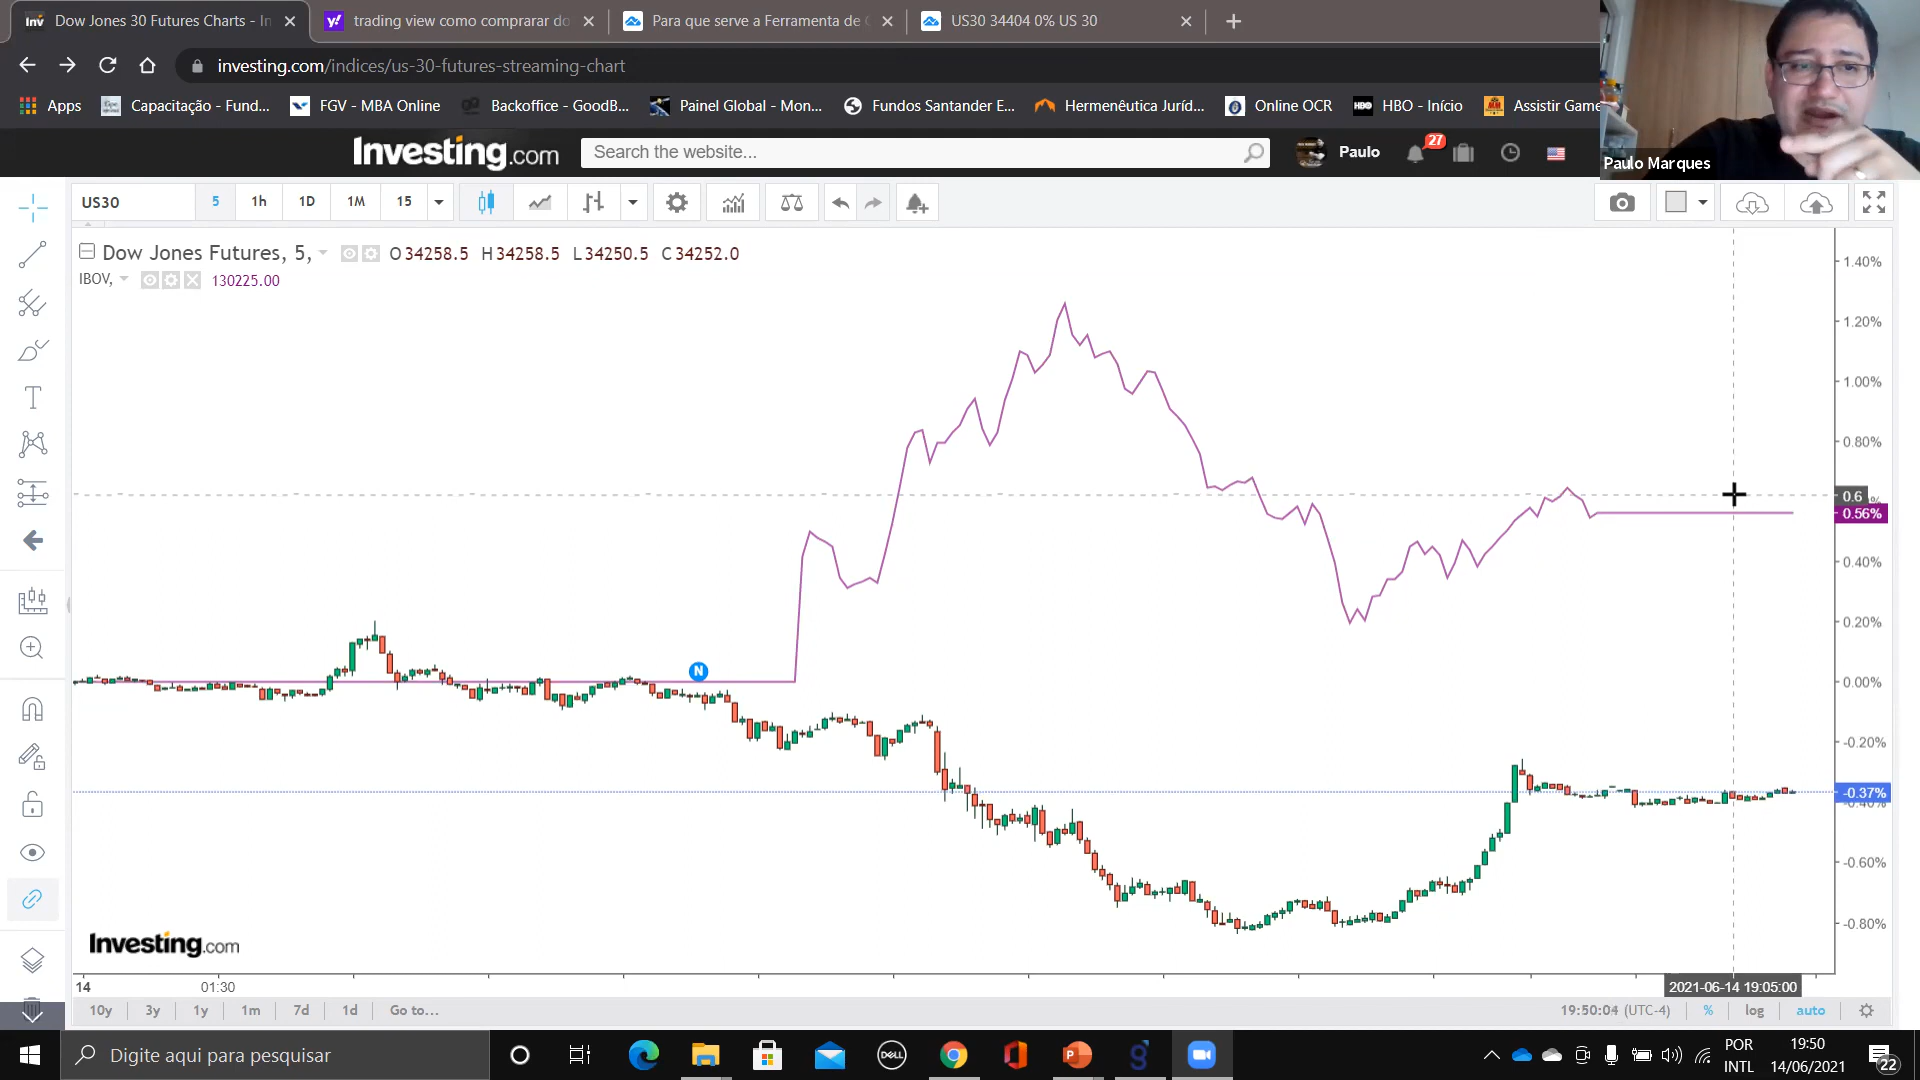 Dow Jones 30 Futures Charts - In
trading view como comprarar do
Para que serve a Ferramenta de
US30 34404 0% US 30
investing.com/indices/us-30-futures-streaming-chart
Apps
Capacitação - Fund...
FGV - MBA Online
Backoffice - GoodB...
Painel Global - Mon...
Fundos Santander E...
Hermenêutica Juríd...
Online OCR
HBO - Início
Assistir Game
Investing.com
Search the website...
Paulo
27
Paulo Marques
US30
5
1h
1D
1M
15
Dow Jones Futures, 5,
O 34258.5 H 34258.5 L 34250.5 C 34252.0
IBOV,
130225.00
1.40%
1.20%
1.00%
0.80%
0.6
0.56%
0.40%
0.20%
N
0.00%
-0.20%
-0.37%
-0.40%
-0.60%
-0.80%
Investing.com
14
01:30
2021-06-14 19:05:00
10y
3y
1y
1m
7d
1d
Go to...
19:50:04 (UTC-4)
%
log
auto
Digite aqui para pesquisar
DELL
POR
INTL
19:50
14/06/2021
22